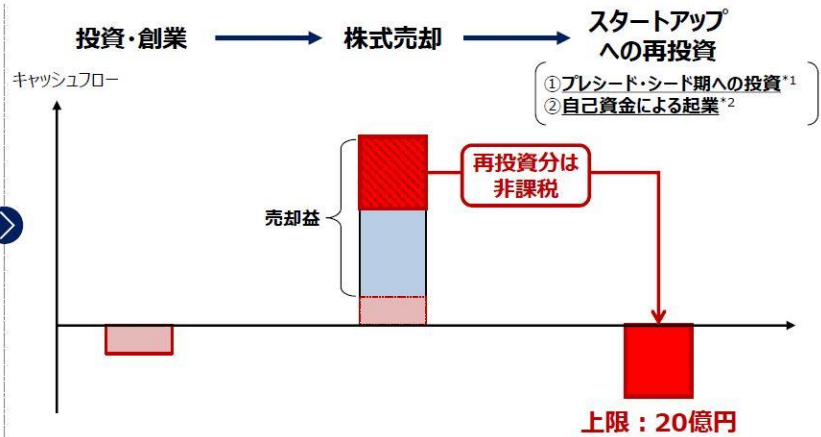 投資・創業
株式売却
スタートアップ
への再投資
①プレシード・シード期への投資*1
②自己資金による起業*2
キャッシュフロー
再投資分は
非課税
売却益
上限：20億円